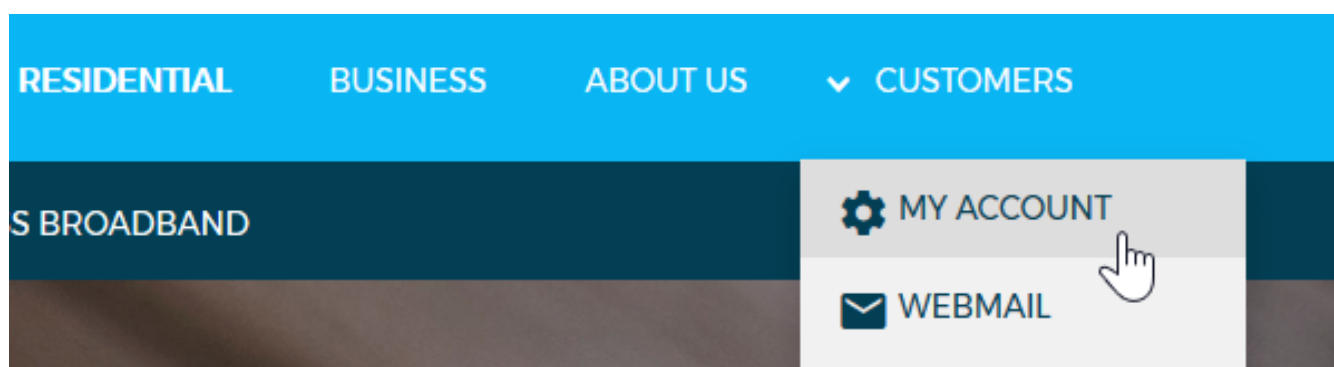 RESIDENTIAL BUSINESS ABOUT US CUSTOMERS
S BROADBAND
MY ACCOUNT
WEBMAIL